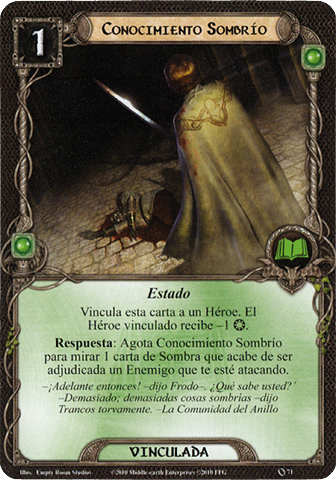 1
Conocimiento Sombrío
Estado
Vincula esta carta a un Héroe. El
Héroe vinculado recibe –1
Respuesta: Agota Conocimiento Sombrío
para mirar 1 carta de Sombra que acabe de ser
adjudicada un Enemigo que te esté atacando.
–¡Adelante entonces! –dijo Frodo–. ¿Qué sabe usted?’
–Demasiado; demasiadas cosas sombrías –dijo
Trancos torvamente. –La Comunidad del Anillo
VINCULADA
Illus. Empty Room Studios ©2010 Middle-earth Enterprises ©2010 FFG 71